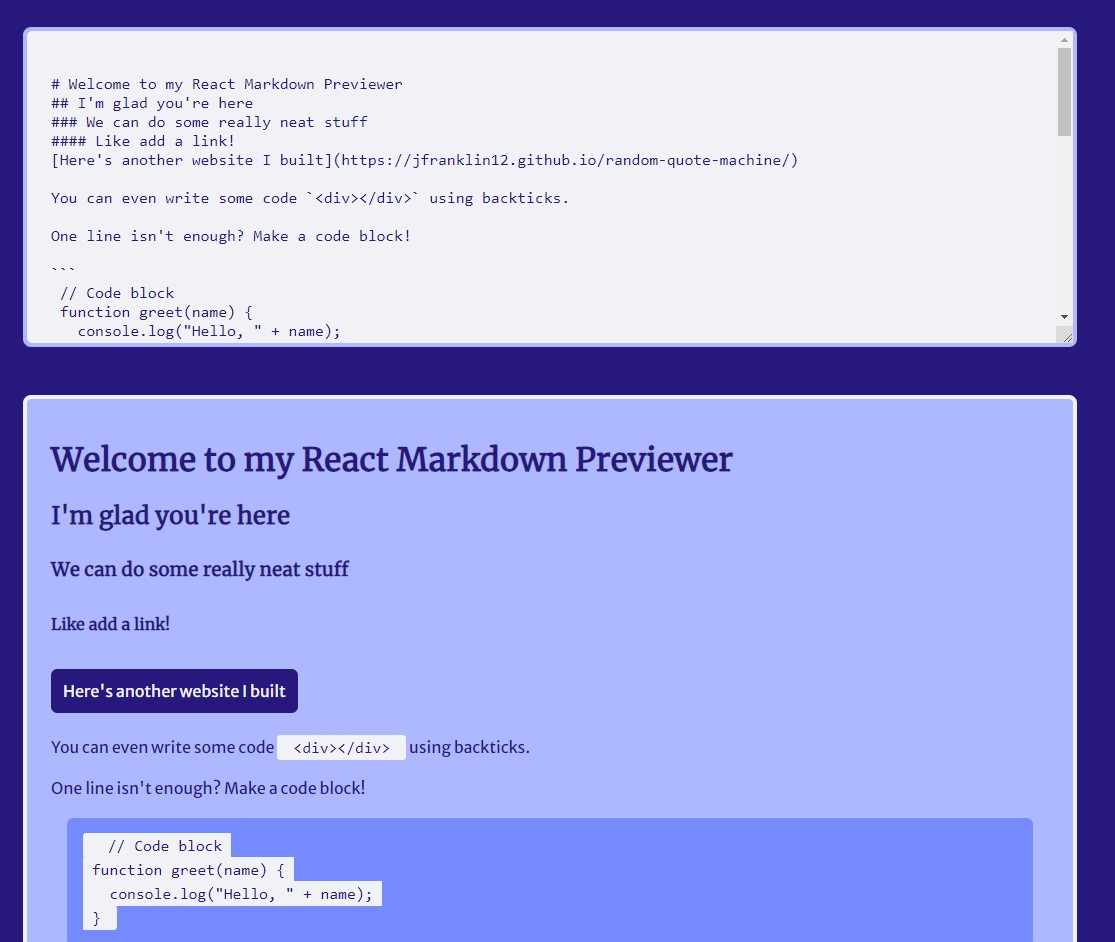 # Welcome to my React Markdown Previewer
## I'm glad you're here
### We can do some really neat stuff
#### Like add a link!
[Here's another website I built](https://jfranklin12.github.io/random-quote-machine/)
You can even write some code `<div></div>` using backticks.
One line isn't enough? Make a code block!
```
// Code block
function greet(name) {
console.log("Hello, " + name);
Welcome to my React Markdown Previewer
I'm glad you're here
We can do some really neat stuff
Like add a link!
Here's another website I built
You can even write some code <div></div> using backticks.
One line isn't enough? Make a code block!
// Code block
function greet(name) {
console.log("Hello, " + name);
}